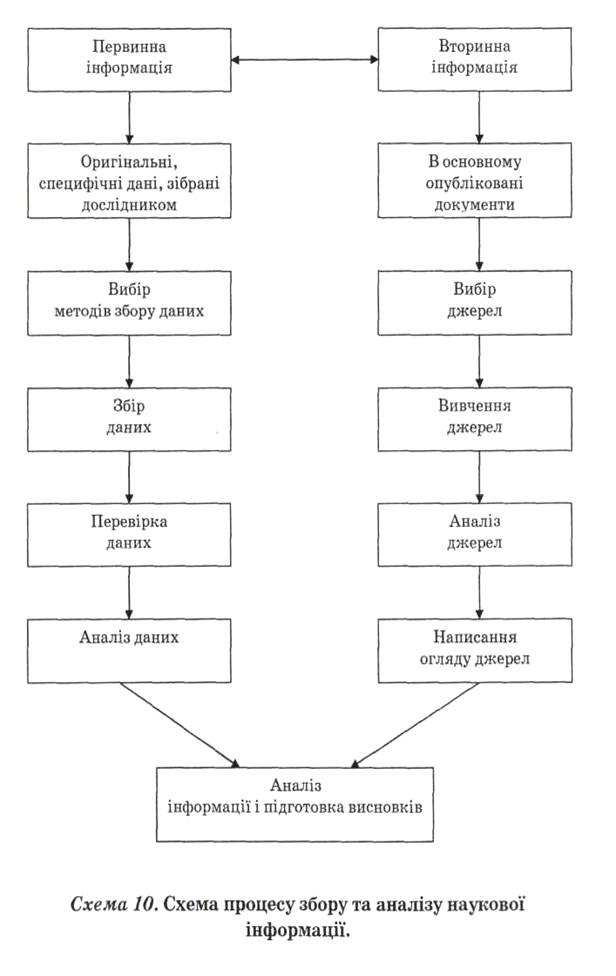 Первинна
інформація
Вторинна
інформація
Оригінальні,
специфічні дані, зібрані
дослідником
В основному
опубліковані
документи
Вибір
методів збору даних
Вибір
джерел
Збір
даних
Вивчення
джерел
Перевірка
даних
Аналіз
джерел
Аналіз даних
Написання
огляду джерел
Аналіз
інформації і підготовка висновків
Схема 10. Схема процесу збору та аналізу наукової
інформації.